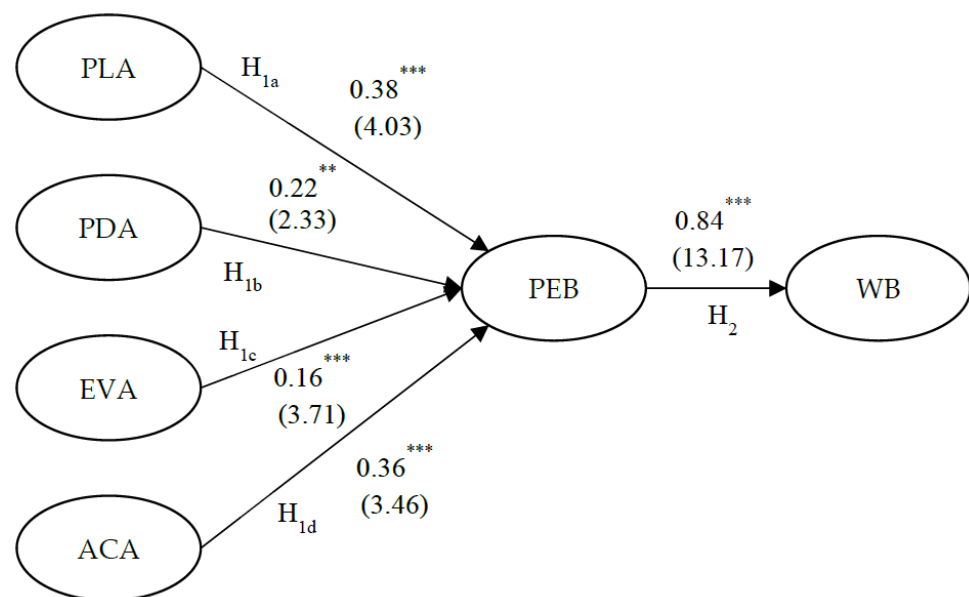 PLA
H1a
0.38***
(4.03)
PDA
0.22**
(2.33)
H1b
PEB
0.84***
(13.17)
H2
WB
EVA
H1c
0.16***
(3.71)
ACA
H1d
0.36***
(3.46)